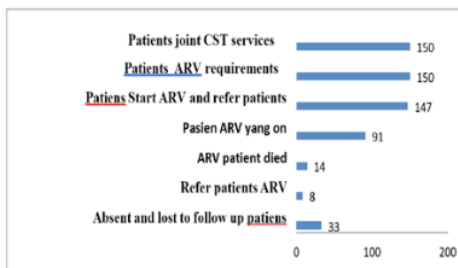 Patients joint CST services 150
Patients ARV requirements 150
Patiens Start ARV and refer patients 147
Pasien ARV yang on 91
ARV patient died 14
Refer patients ARV 8
Absent and lost to follow up patiens 33
0 100 200